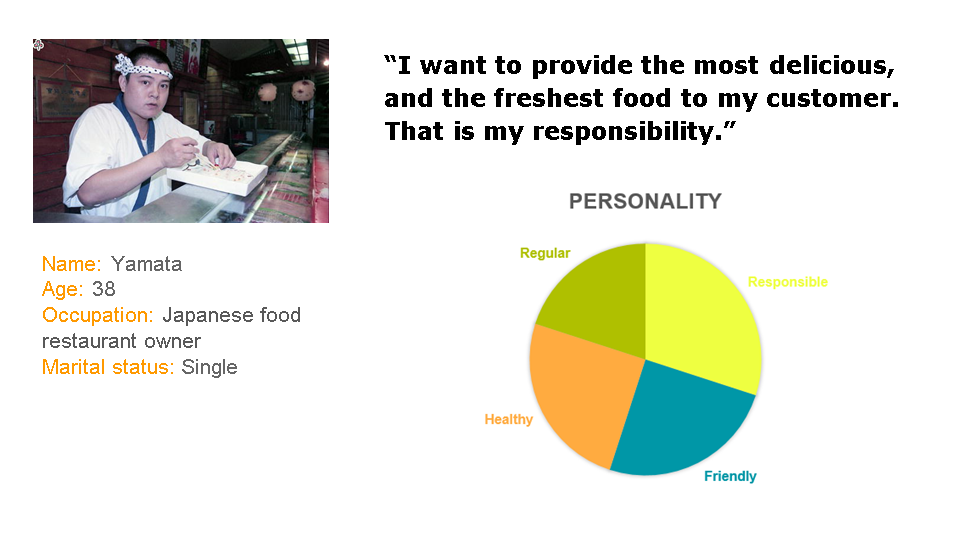 “I want to provide the most delicious,
and the freshest food to my customer.
That is my responsibility.”
PERSONALITY
Regular
Responsible
Healthy
Friendly
Name: Yamata
Age: 38
Occupation: Japanese food
restaurant owner
Marital status: Single